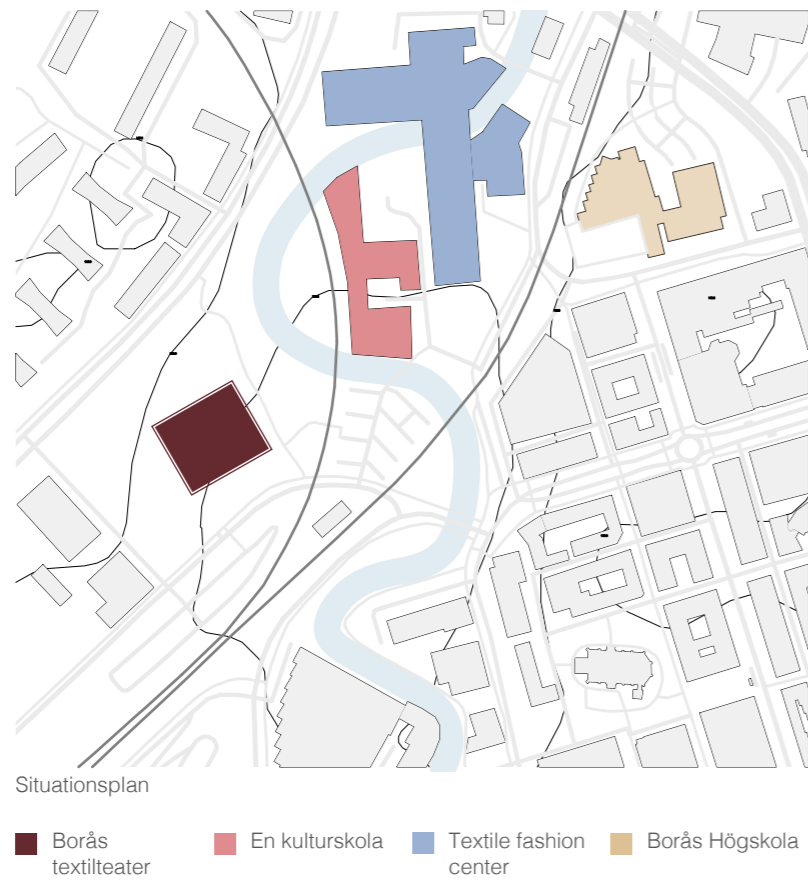 Situationsplan
Borås
textilteater
En kulturskola
Textile fashion
center
Borås Högskola